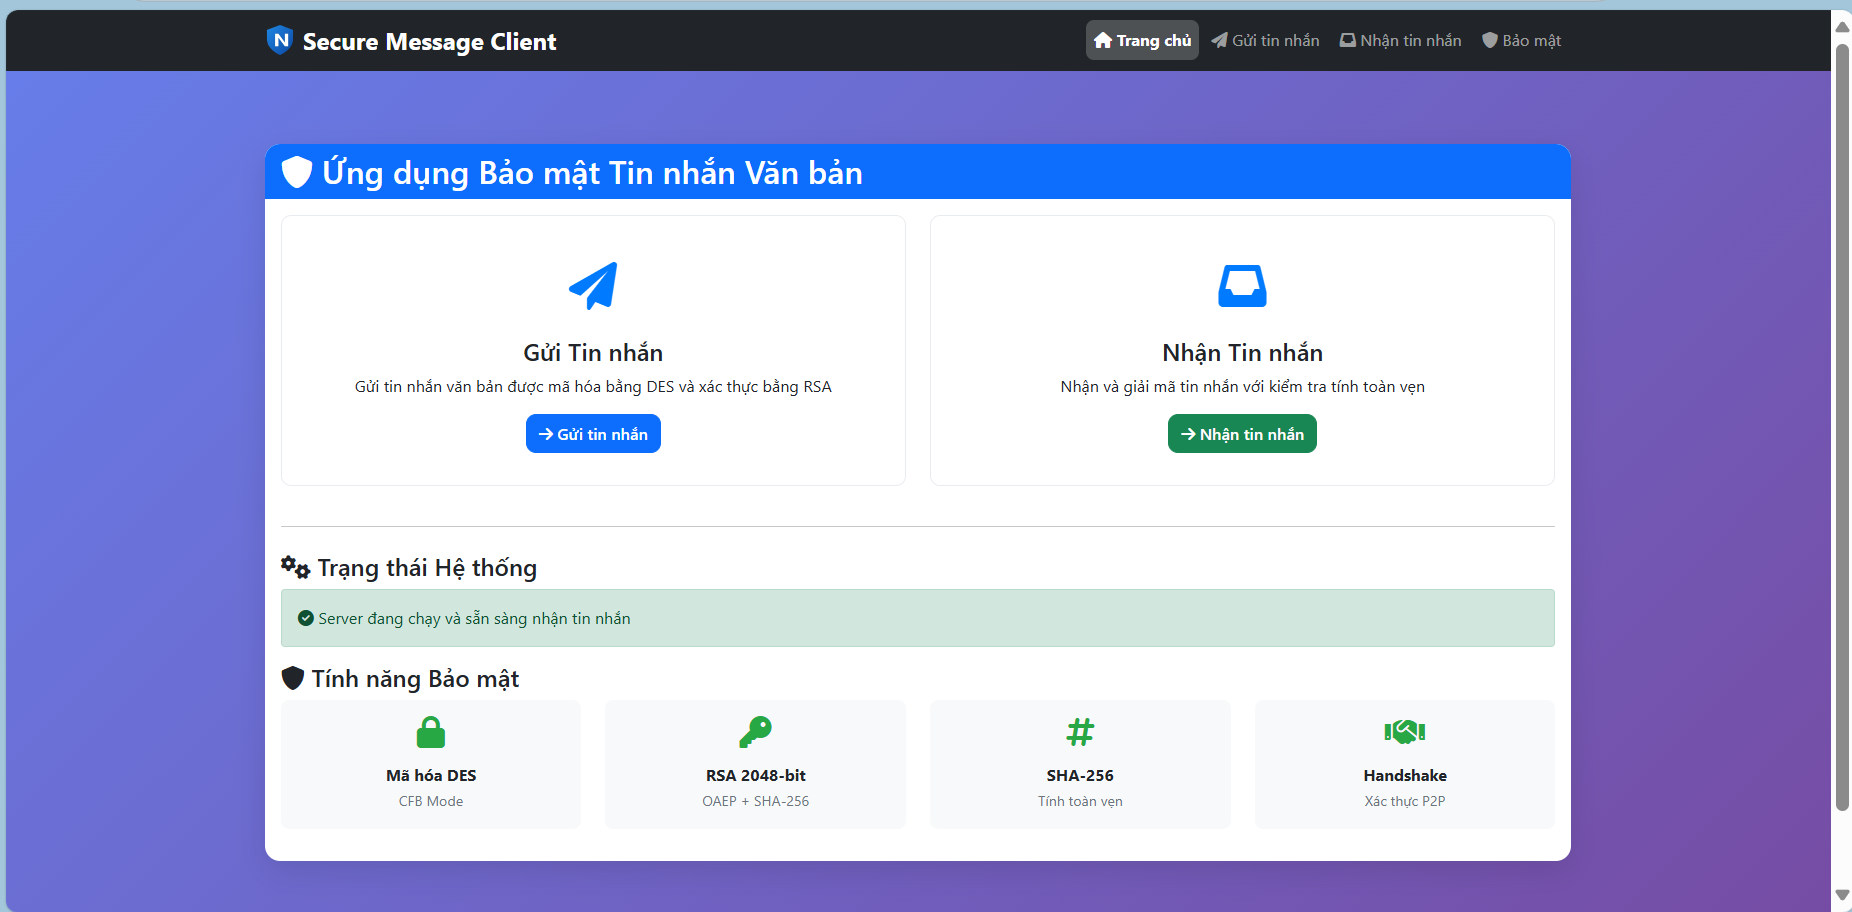 N Secure Message Client
Trang chủ Gửi tin nhắn Nhận tin nhắn Bảo mật
Ứng dụng Bảo mật Tin nhắn Văn bản
Gửi Tin nhắn
Gửi tin nhắn văn bản được mã hóa bằng DES và xác thực bằng RSA
Gửi tin nhắn
Nhận Tin nhắn
Nhận và giải mã tin nhắn với kiểm tra tính toàn vẹn
Nhận tin nhắn
Trạng thái Hệ thống
Server đang chạy và sẵn sàng nhận tin nhắn
Tính năng Bảo mật
Mã hóa DES
CFB Mode
RSA 2048-bit
OAEP + SHA-256
SHA-256
Tính toàn vẹn
Handshake
Xác thực P2P